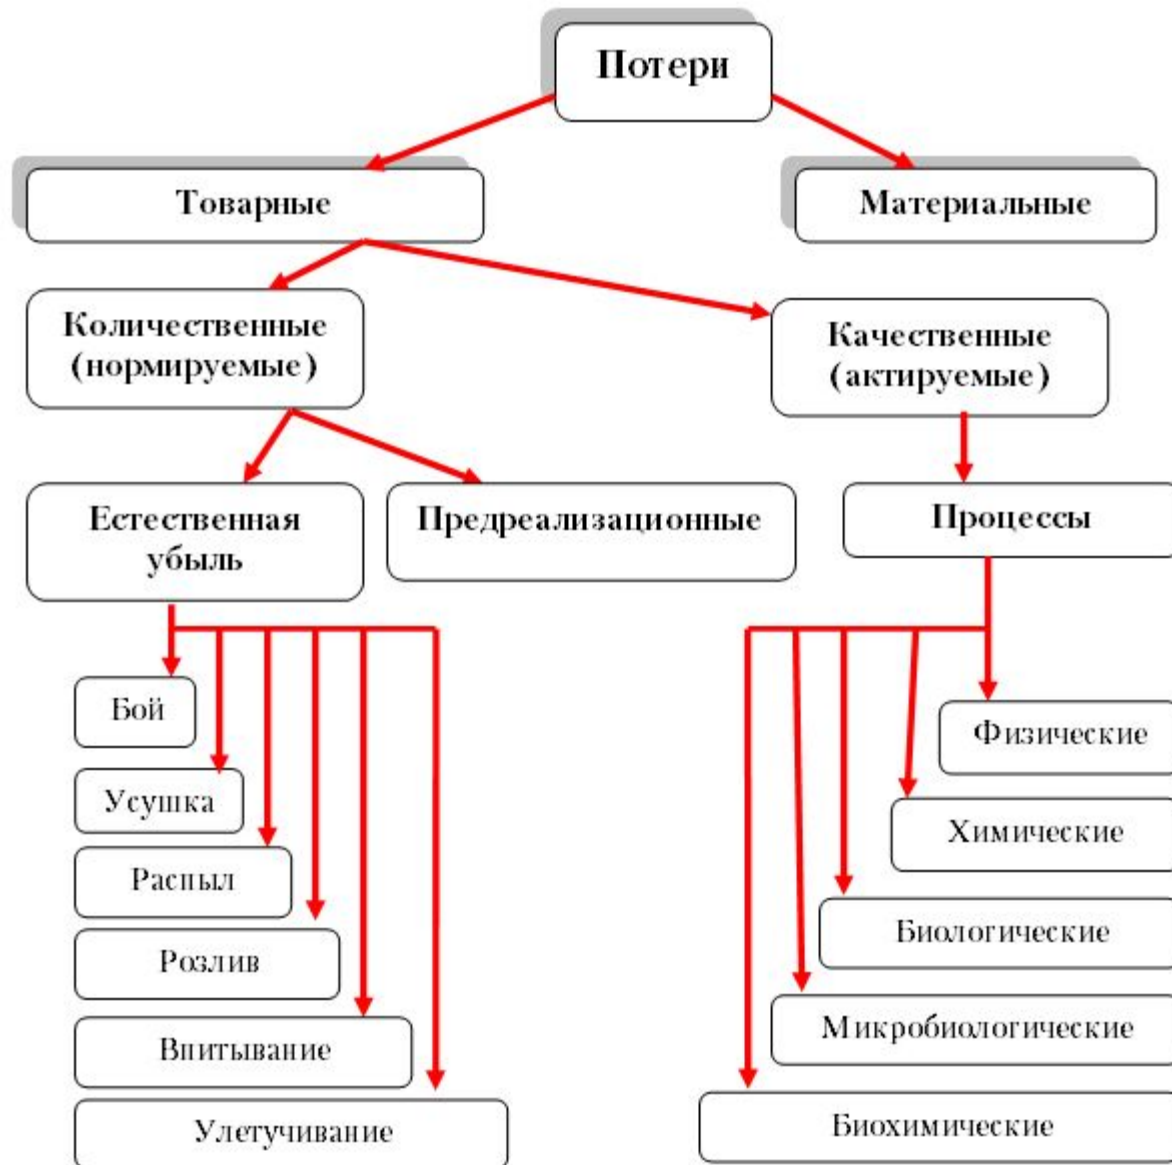 Потери
Товарные
Материальные
Количественные
(нормируемые)
Качественные
(актируемые)
Естественная
убыль
Предреализационные
Процессы
Бой
Усушка
Распыл
Розлив
Впитывание
Улетучивание
Физические
Химические
Биологические
Микробиологические
Биохимические